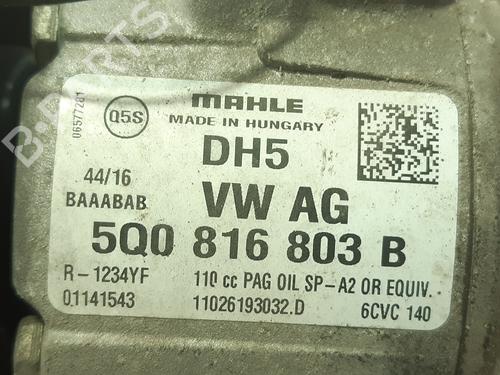 MAHLE
Q5S
MADE IN HUNGARY
06577281
DH5
44/16
BAAABAB
VW AG
5Q0 816 803 B
R-1234YF
110 cc PAG OIL SP-A2 OR EQUIV.
01141543
11026193032.D
6CVC 140